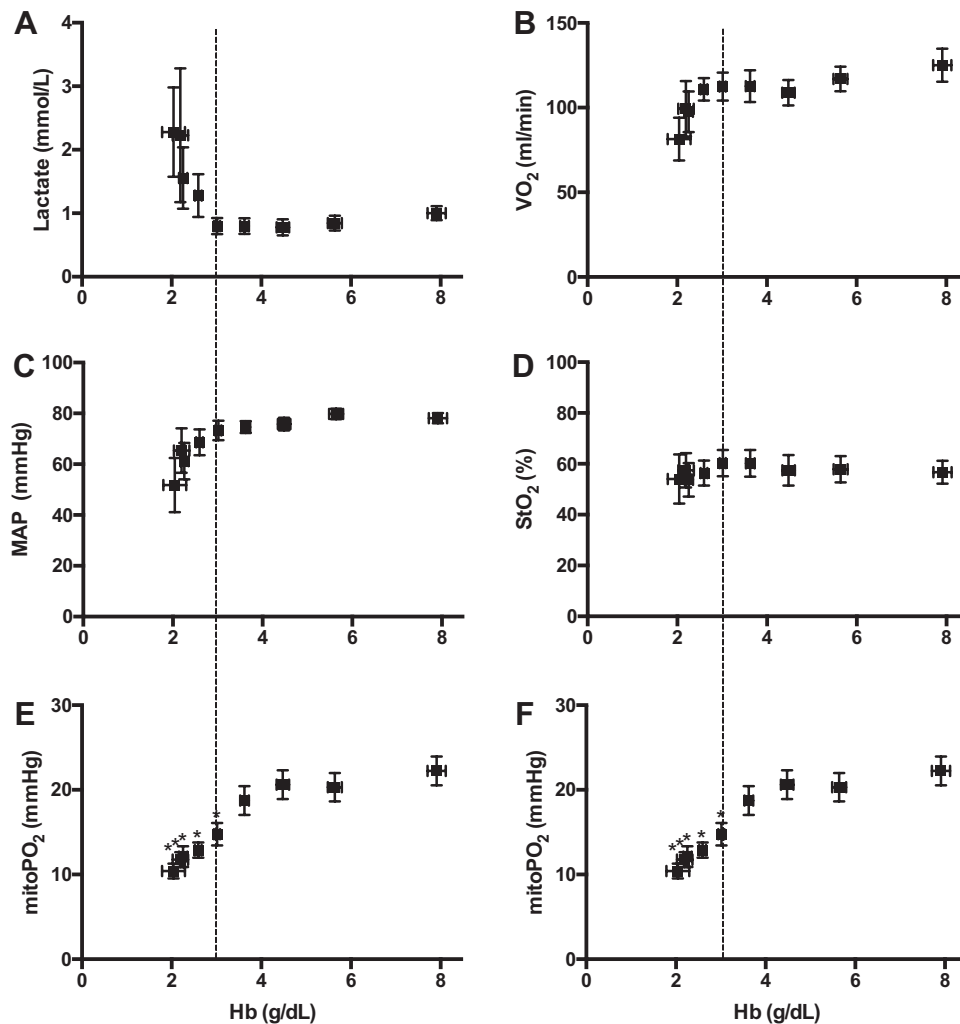 A
Lactate (mmol/L)
4
3
2
1
0
0 2 4 6 8
B
VO2 (ml/min)
150
100
50
0
0 2 4 6 8
C
MAP (mmHg)
100
80
60
40
20
0
0 2 4 6 8
D
StO2 (%)
100
80
60
40
20
0
0 2 4 6 8
E
mitoPO2 (mmHg)
30
20
10
0
* * * * *
0 2 4 6 8
Hb (g/dL)
F
mitoPO2 (mmHg)
30
20
10
0
* * * * *
0 2 4 6 8
Hb (g/dL)